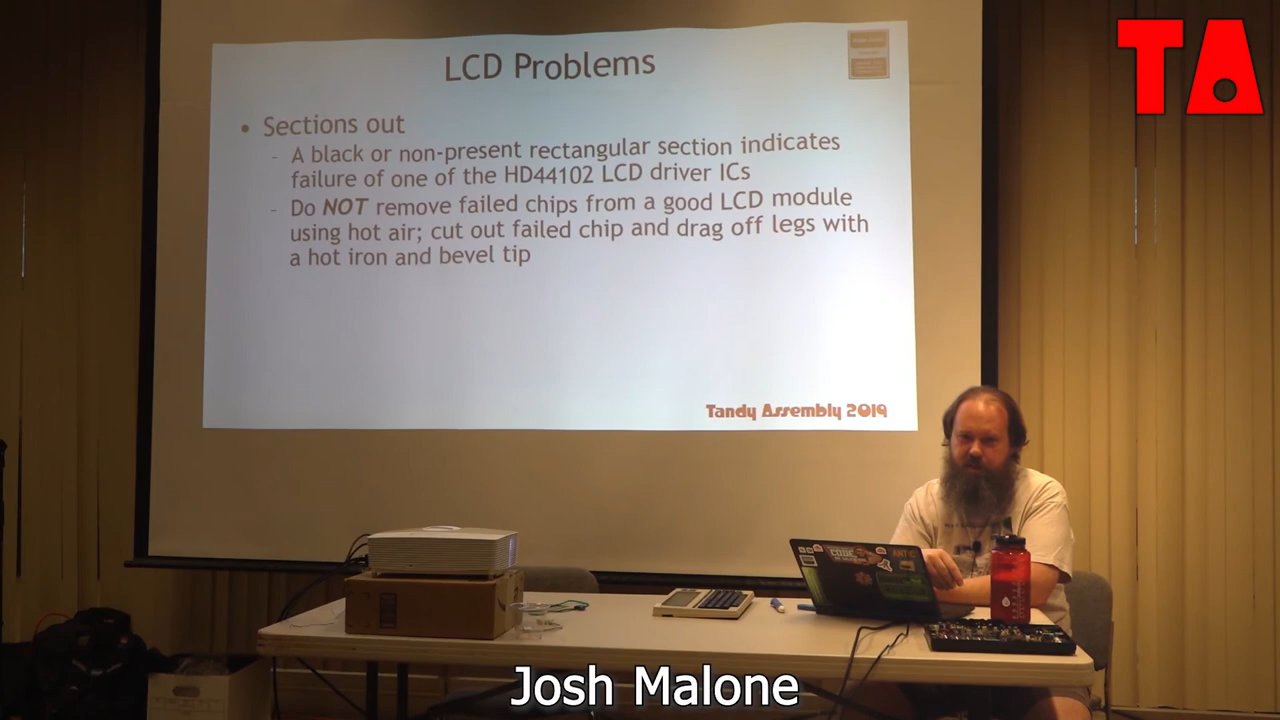 TA
LCD Problems
• Sections out
- A black or non-present rectangular section indicates
failure of one of the HD44102 LCD driver ICs
- Do NOT remove failed chips from a good LCD module
using hot air; cut out failed chip and drag off legs with
a hot iron and bevel tip
Tandy Assembly 2019
CODE
Josh Malone